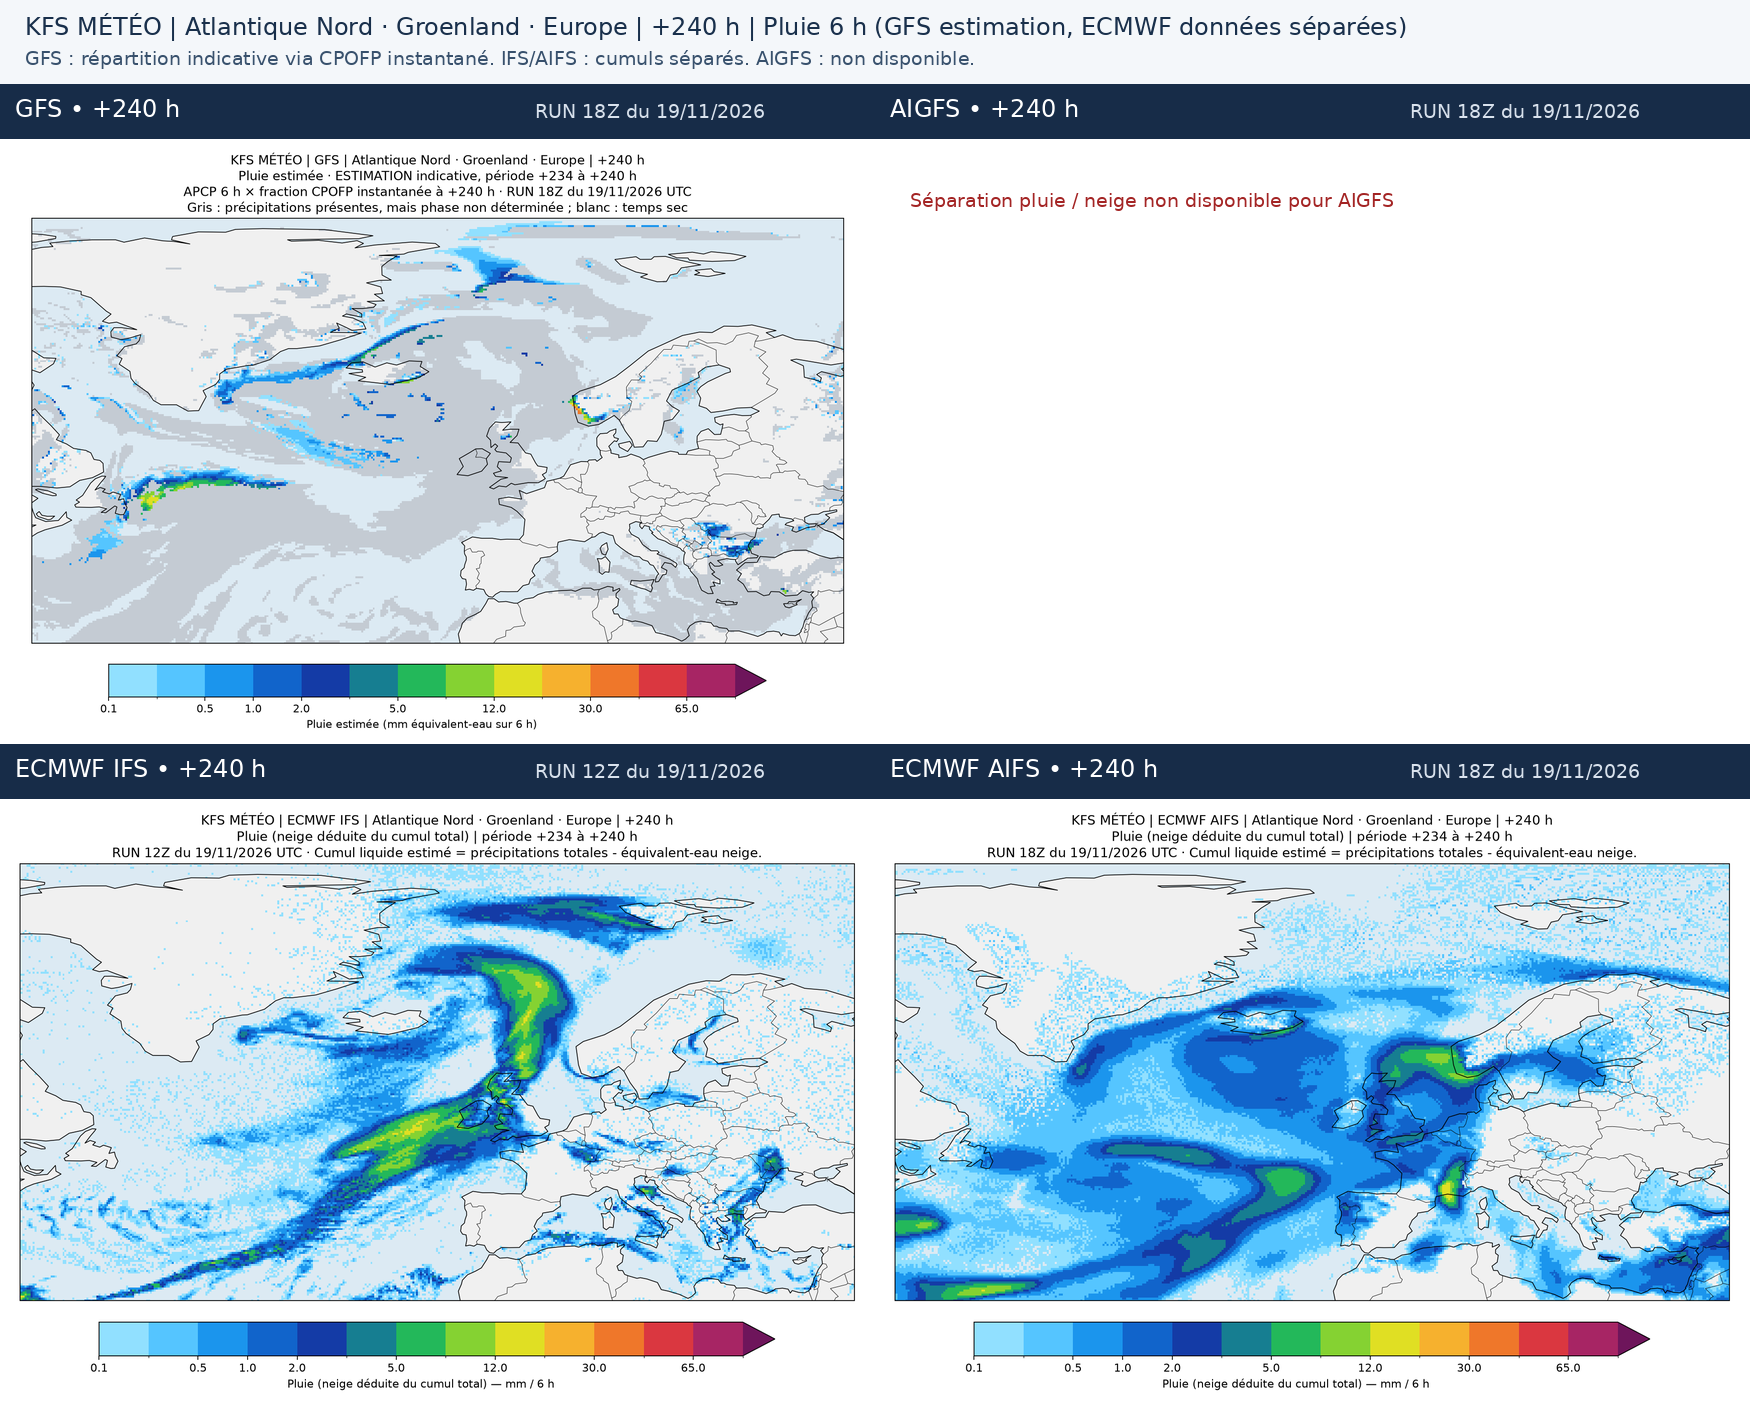 KFS MÉTÉO | Atlantique Nord · Groenland · Europe | +240 h | Pluie 6 h (GFS estimation, ECMWF données séparées)
GFS : répartition indicative via CPOFP instantané. IFS/AIFS : cumuls séparés. AIGFS : non disponible.
GFS • +240 h
RUN 18Z du 19/11/2026
AIGFS • +240 h
RUN 18Z du 19/11/2026
KFS MÉTÉO | GFS | Atlantique Nord · Groenland · Europe | +240 h
Pluie estimée · ESTIMATION indicative, période +234 à +240 h
APCP 6 h × fraction CPOFP instantanée à +240 h · RUN 18Z du 19/11/2026 UTC
Gris : précipitations présentes, mais phase non déterminée ; blanc : temps sec
Séparation pluie / neige non disponible pour AIGFS
0.1 0.5 1.0 2.0 5.0 12.0 30.0 65.0
Pluie estimée (mm équivalent-eau sur 6 h)
ECMWF IFS • +240 h
RUN 12Z du 19/11/2026
ECMWF AIFS • +240 h
RUN 18Z du 19/11/2026
KFS MÉTÉO | ECMWF IFS | Atlantique Nord · Groenland · Europe | +240 h
Pluie (neige déduite du cumul total) | période +234 à +240 h
RUN 12Z du 19/11/2026 UTC · Cumul liquide estimé = précipitations totales - équivalent-eau neige.
KFS MÉTÉO | ECMWF AIFS | Atlantique Nord · Groenland · Europe | +240 h
Pluie (neige déduite du cumul total) | période +234 à +240 h
RUN 18Z du 19/11/2026 UTC · Cumul liquide estimé = précipitations totales - équivalent-eau neige.
0.1 0.5 1.0 2.0 5.0 12.0 30.0 65.0
Pluie (neige déduite du cumul total) — mm / 6 h
0.1 0.5 1.0 2.0 5.0 12.0 30.0 65.0
Pluie (neige déduite du cumul total) — mm / 6 h